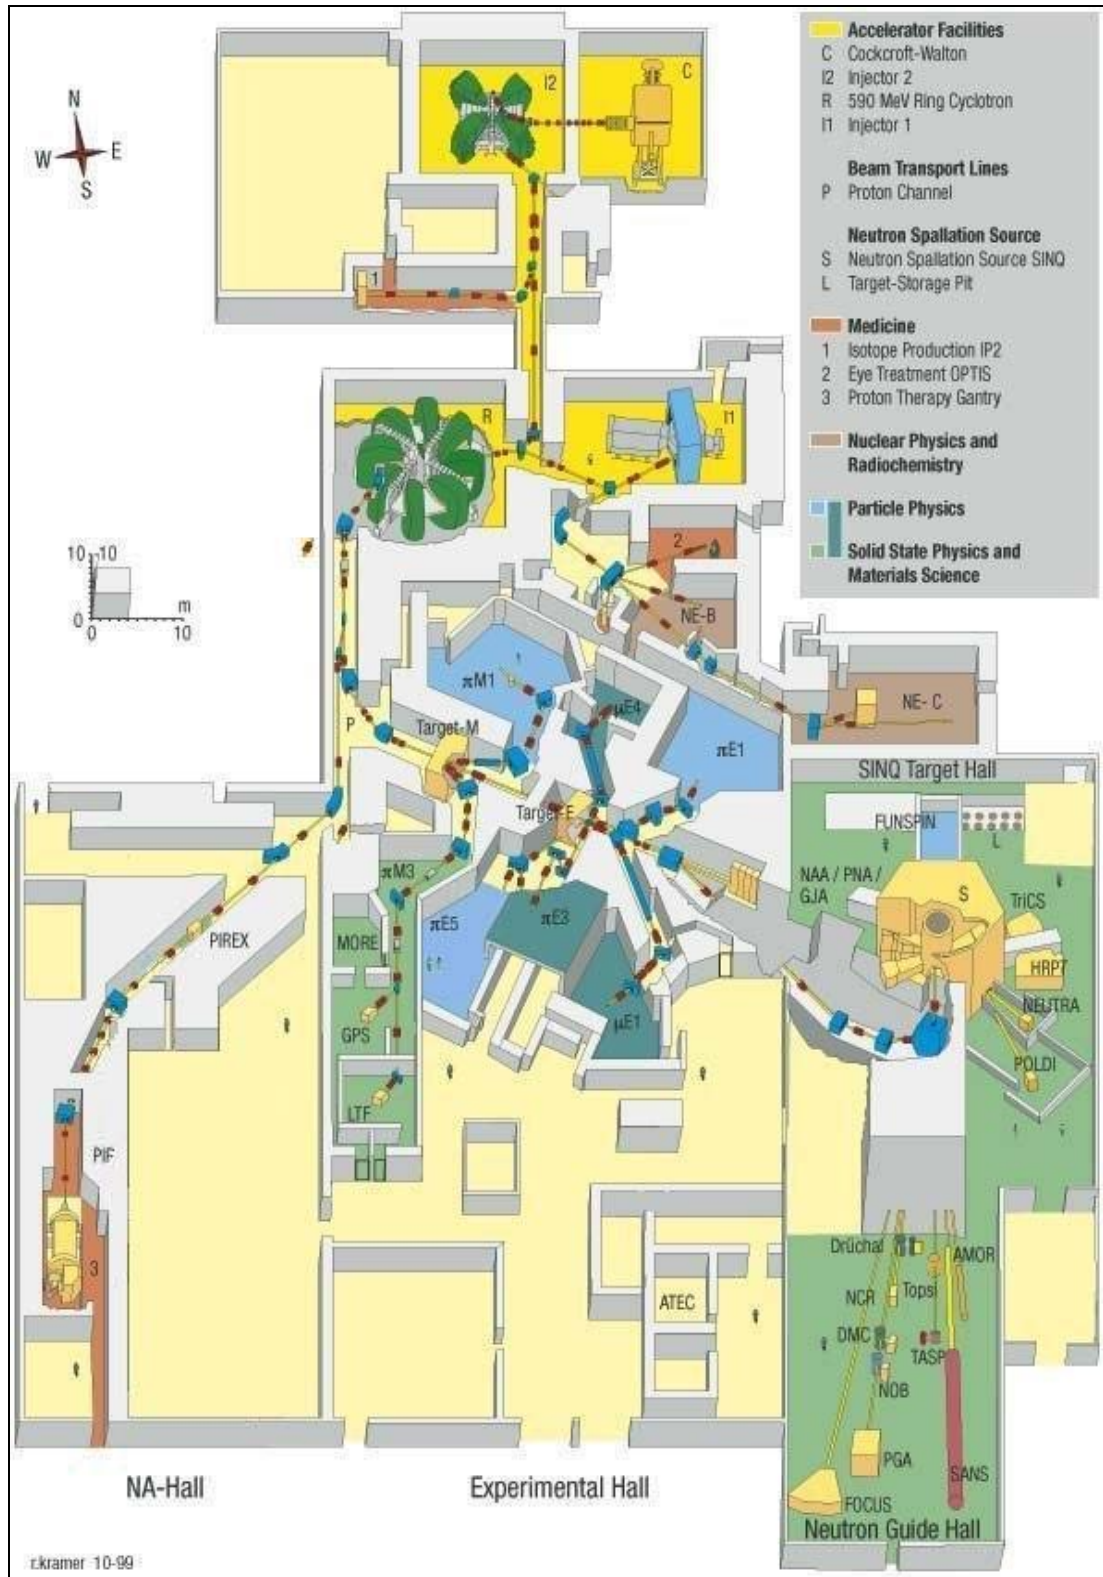 Accelerator Facilities
C Cockcroft-Walton
I2 Injector 2
R 590 MeV Ring Cyclotron
I1 Injector 1
Beam Transport Lines
P Proton Channel
Neutron Spallation Source
S Neutron Spallation Source SINQ
L Target-Storage Pit
Medicine
1 Isotope Production IP2
2 Eye Treatment OPTIS
3 Proton Therapy Gantry
Nuclear Physics and
Radiochemistry
Particle Physics
Solid State Physics and
Materials Science
N
W E
S
I2
C
1
R
I1
2
NE-B
10 10
m
0
0 10
πM1
μE4
NE- C
P
Target-M
πE1
SINQ Target Hall
Target-E
FUNSPIN
L
πM3
NAA / PNA /
GJA
S
TriCS
πE5
πE3
PIREX
MORE
HRPT
NEUTRA
GPS
μE1
POLDI
LTF
PIF
3
Drüchal
AMOR
NCR
Tops
ATEC
DMC
TASP
NOB
PGA
SANS
FOCUS
NA-Hall
Experimental Hall
Neutron Guide Hall
r.kramer 10-99